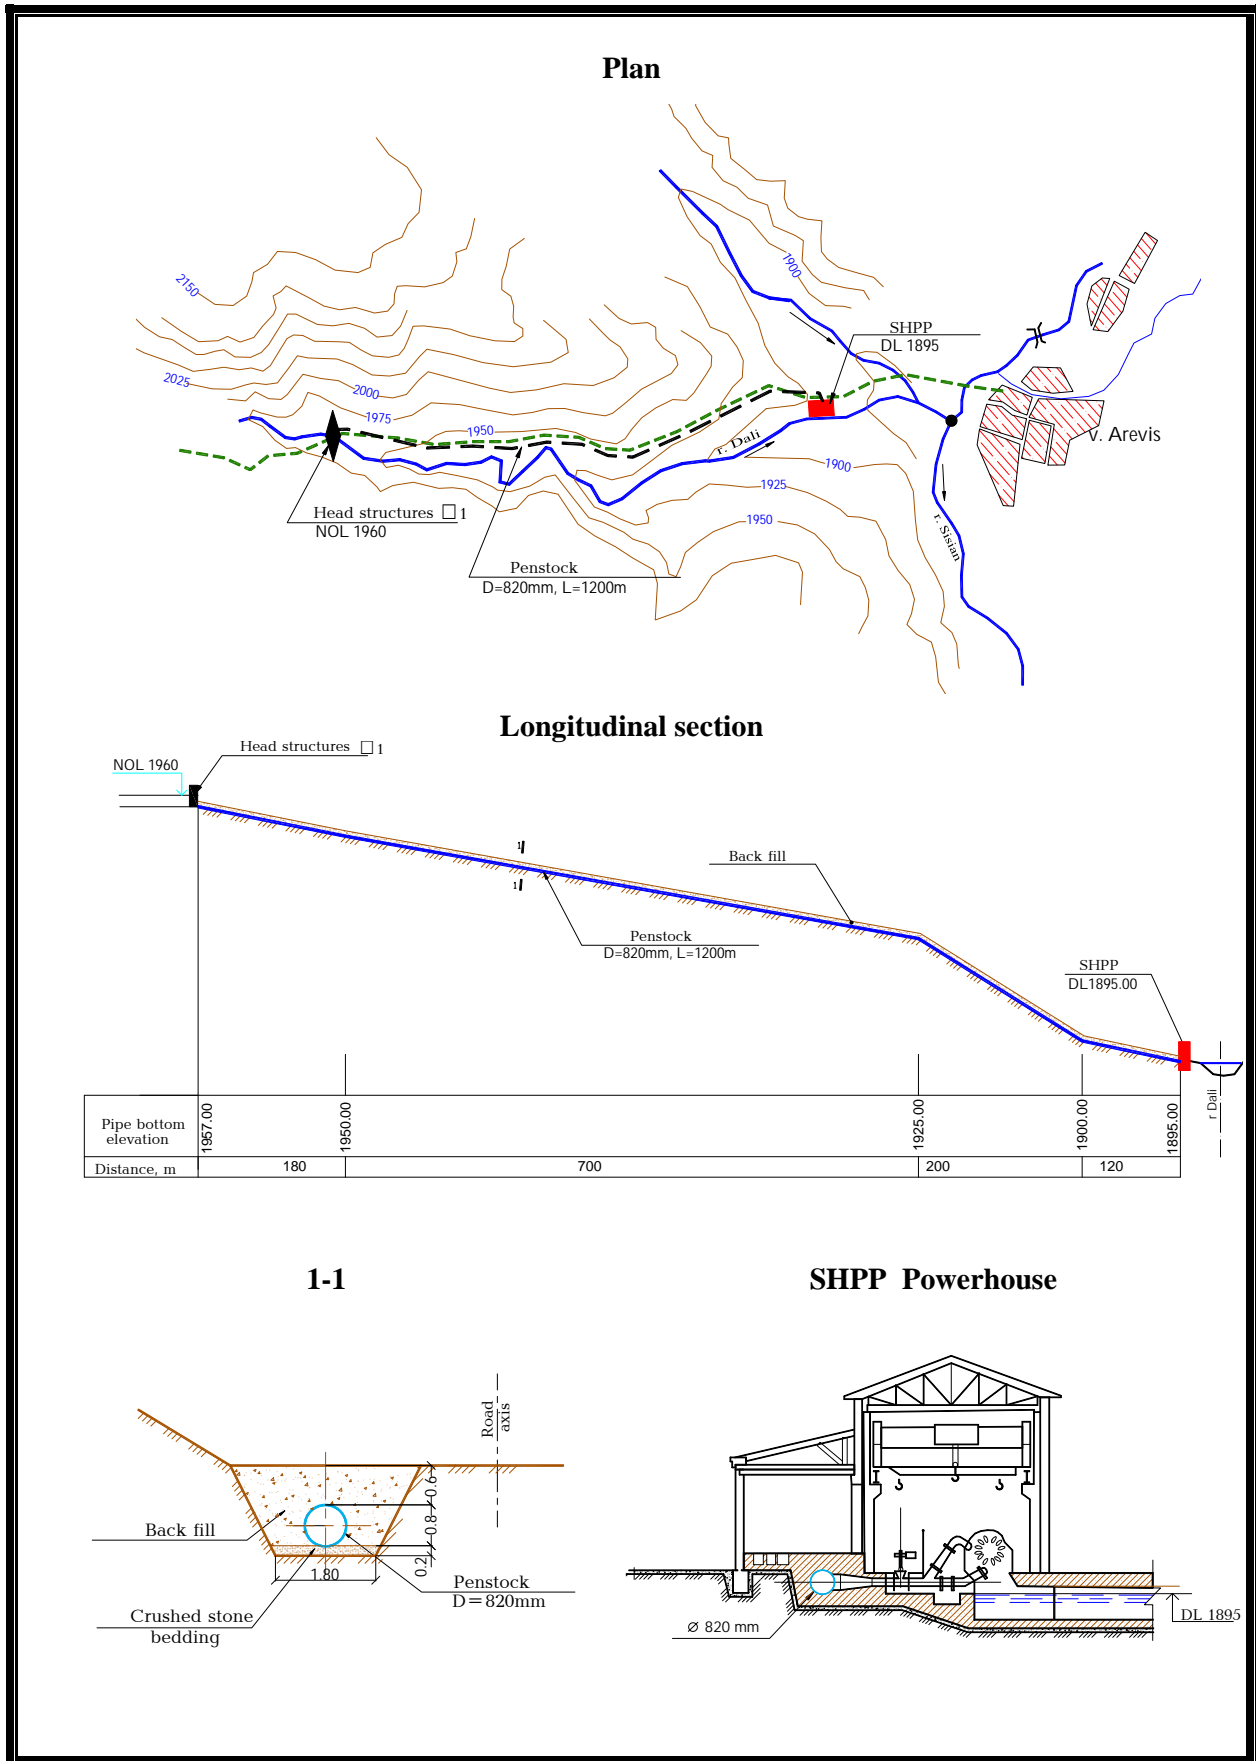 Plan
2150
2025
2000
1975
1950
1900
SHPP
DL 1895
v. Arevis
r. Dali
1900
1925
1950
r. Sisian
Head structures □ 1
NOL 1960
Penstock
D=820mm, L=1200m
Longitudinal section
Head structures □ 1
NOL 1960
1
1
Back fill
Penstock
D=820mm, L=1200m
SHPP
DL1895.00
r Dali
Pipe bottom
elevation
1957.00
1950.00
1925.00
1900.00
1895.00
Distance, m
180
700
200
120
1-1
SHPP Powerhouse
Road
axis
0.6
0.8
0.2
1.80
Back fill
Penstock
D=820mm
Crushed stone
bedding
Ø 820 mm
DL 1895